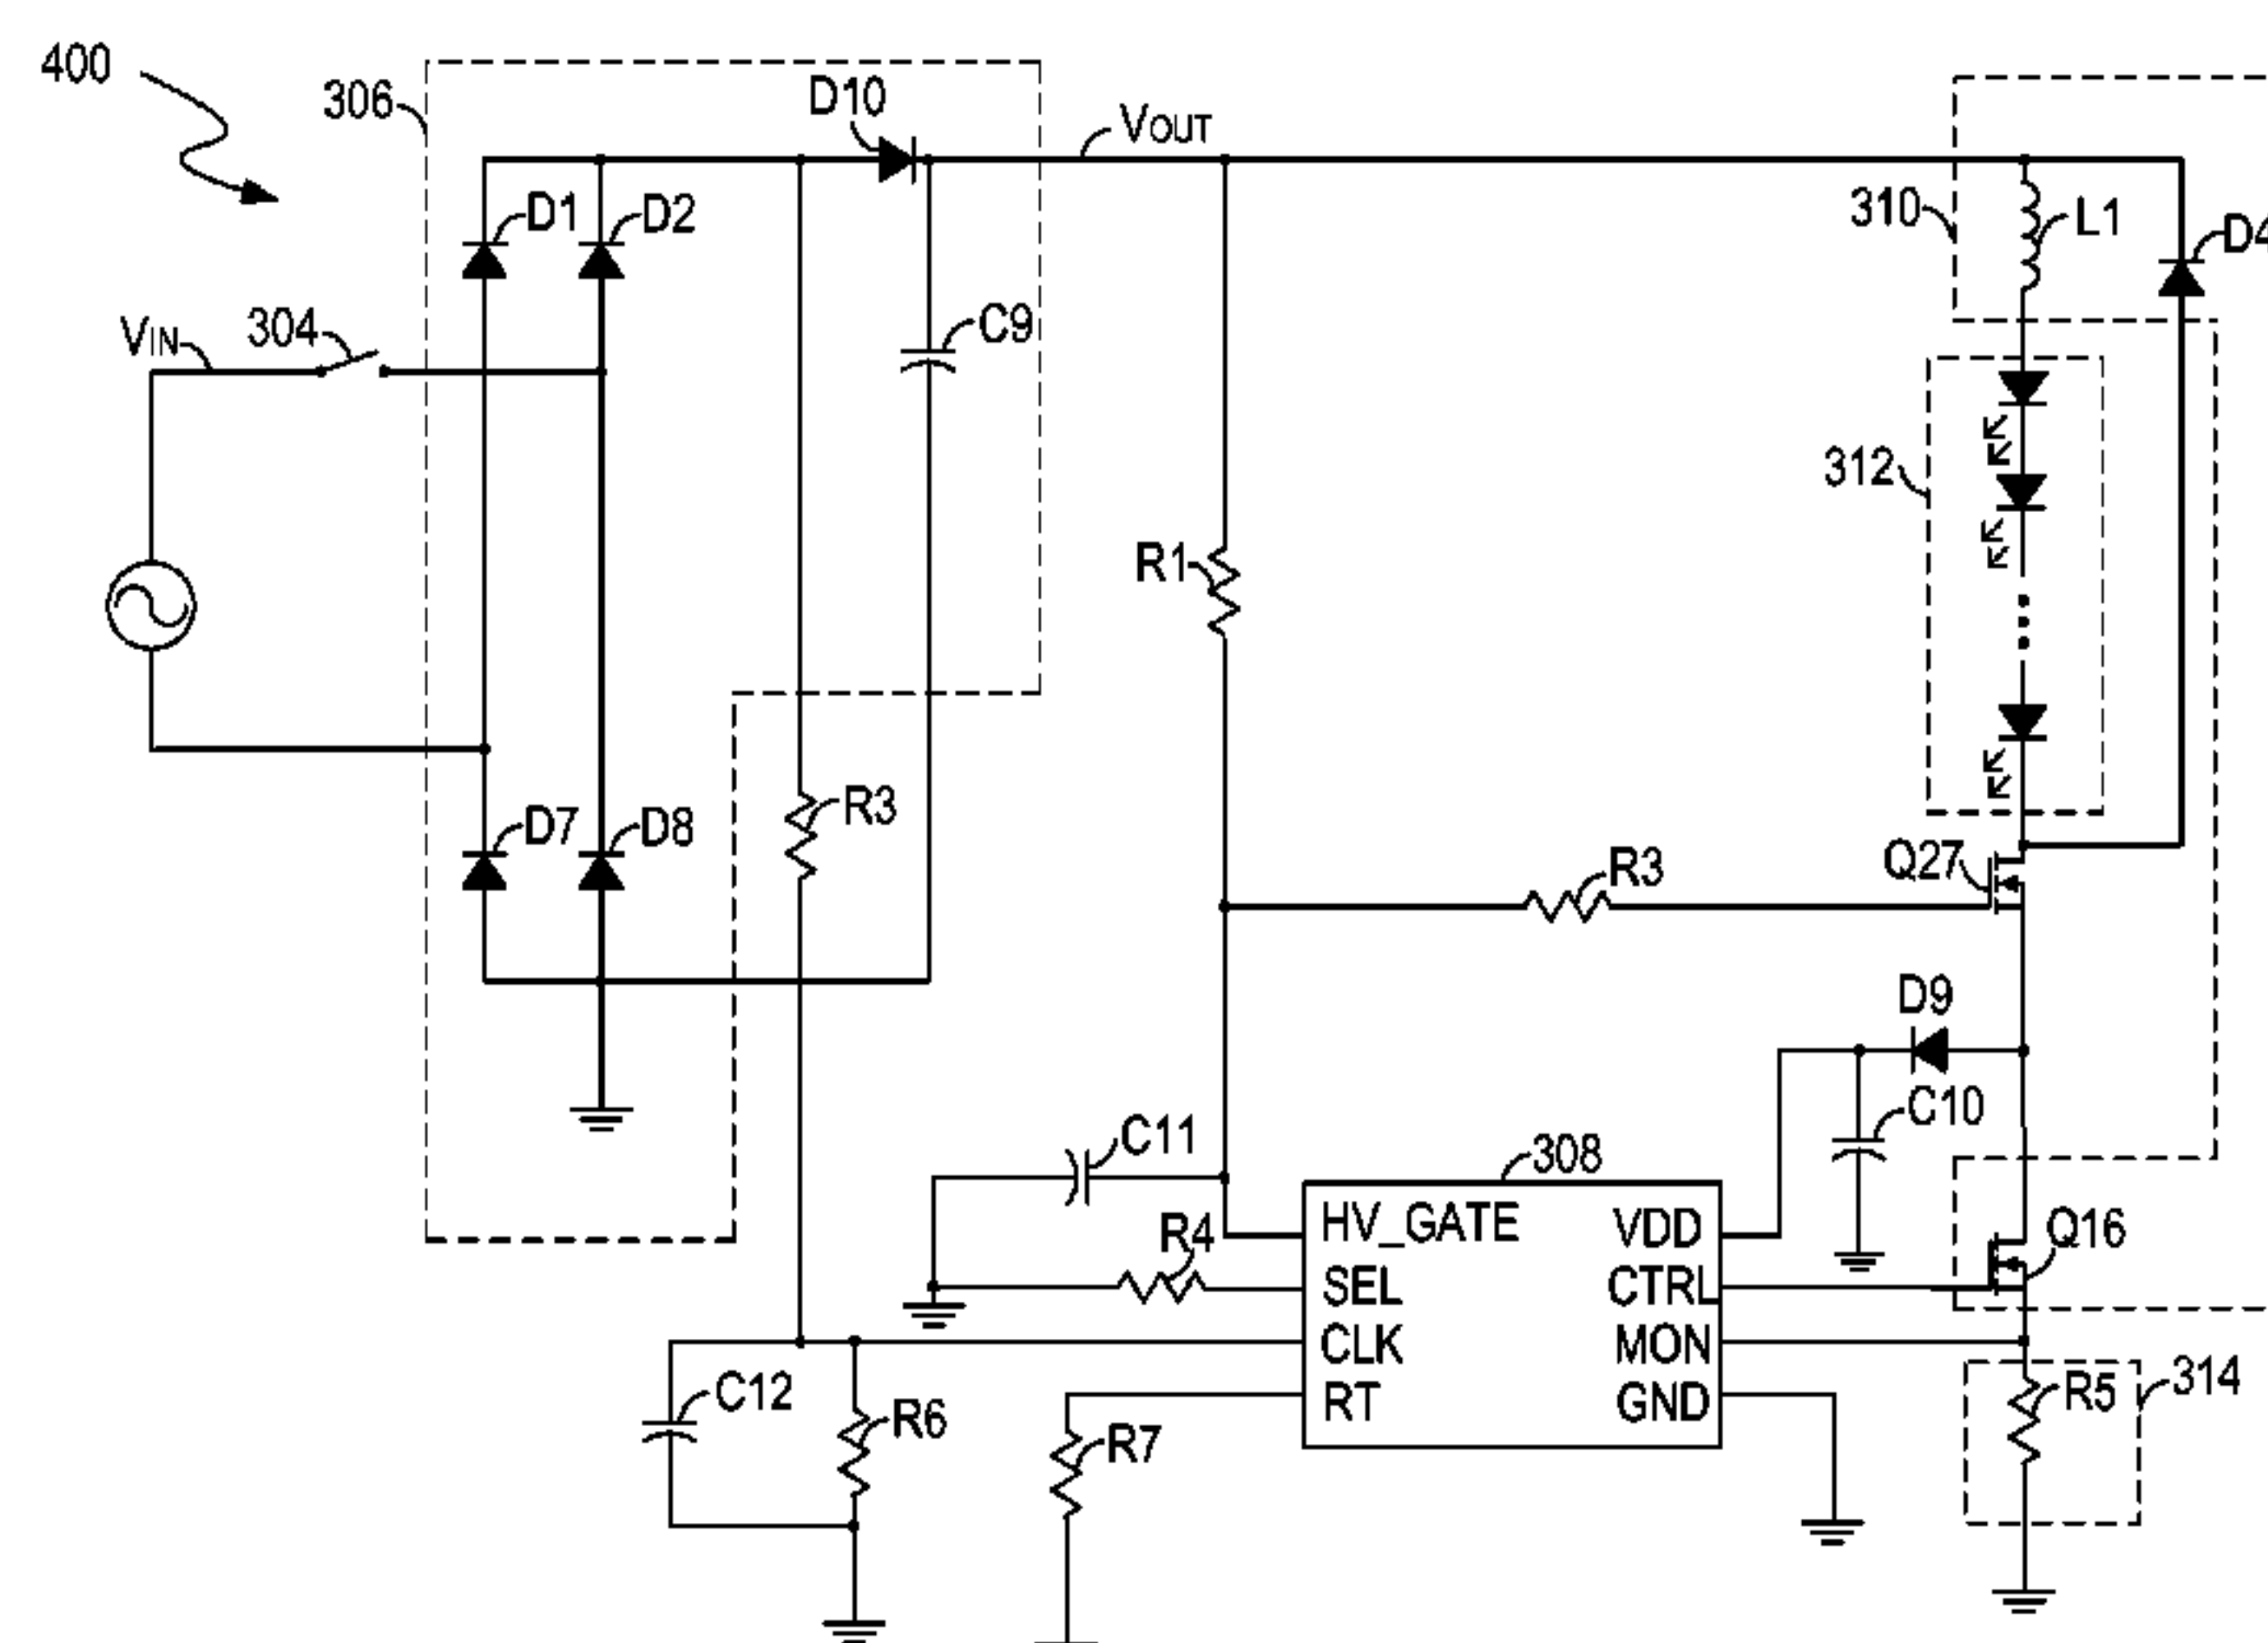 400
306
D10
VOUT
D1
D2
310
L1
D4
VIN
304
C9
312
R1
D7
D8
R3
R3
Q27
D9
C10
C11
308
R4
HV_GATE
VDD
Q16
SEL
CTRL
CLK
MON
RT
GND
C12
R6
R7
R5
314